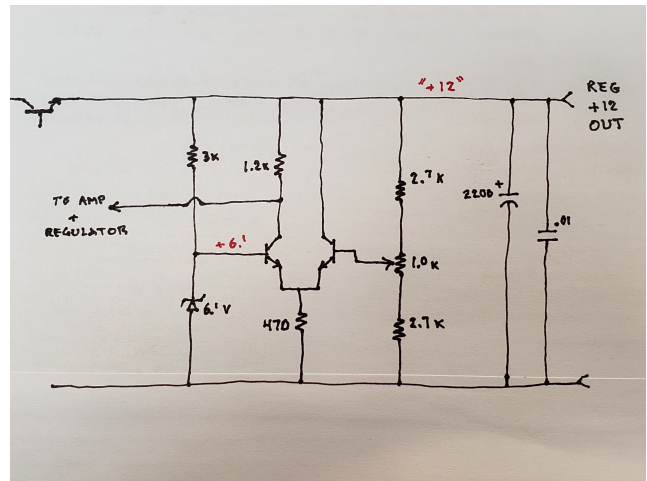 "+12"
REG
+12
OUT
3K
1.2K
2.7K
2200
+
.01
TO AMP
+
REGULATOR
+6.1
1.0K
6.1V
470
2.7K